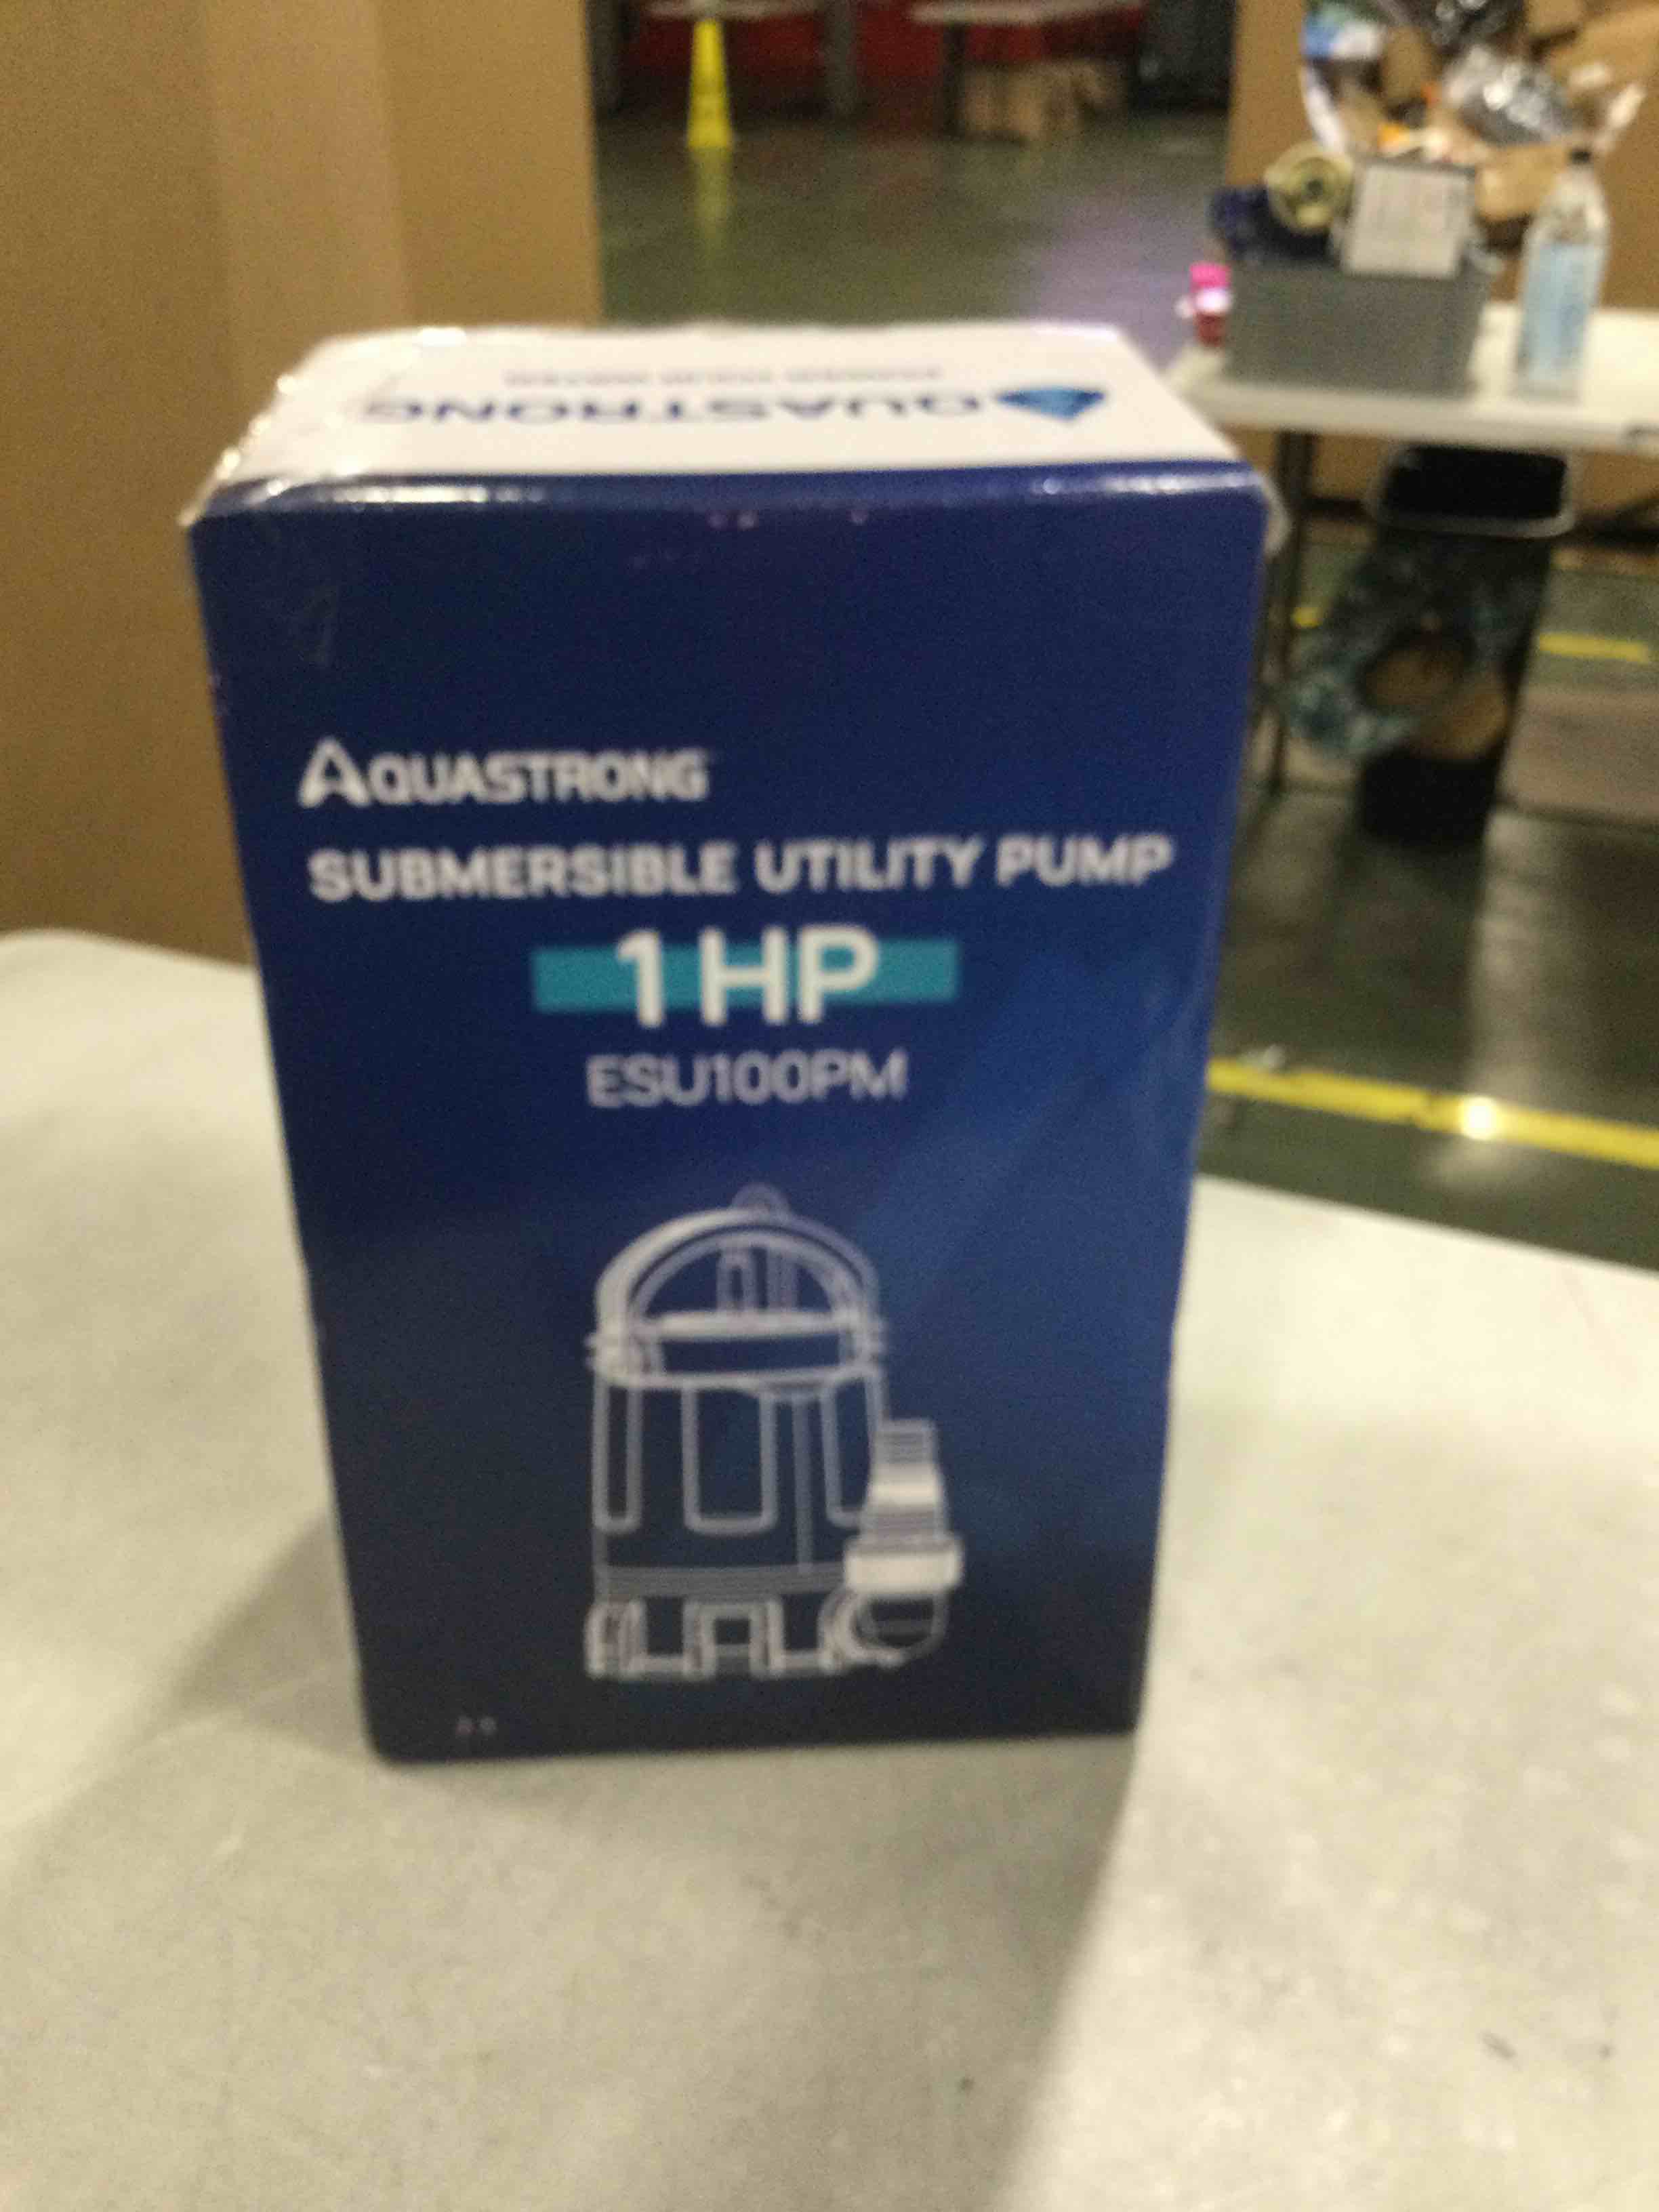 AQUASTRONG
AQUASTRONG
SUBMERSIBLE UTILITY PUMP
1 HP
ESU100PM